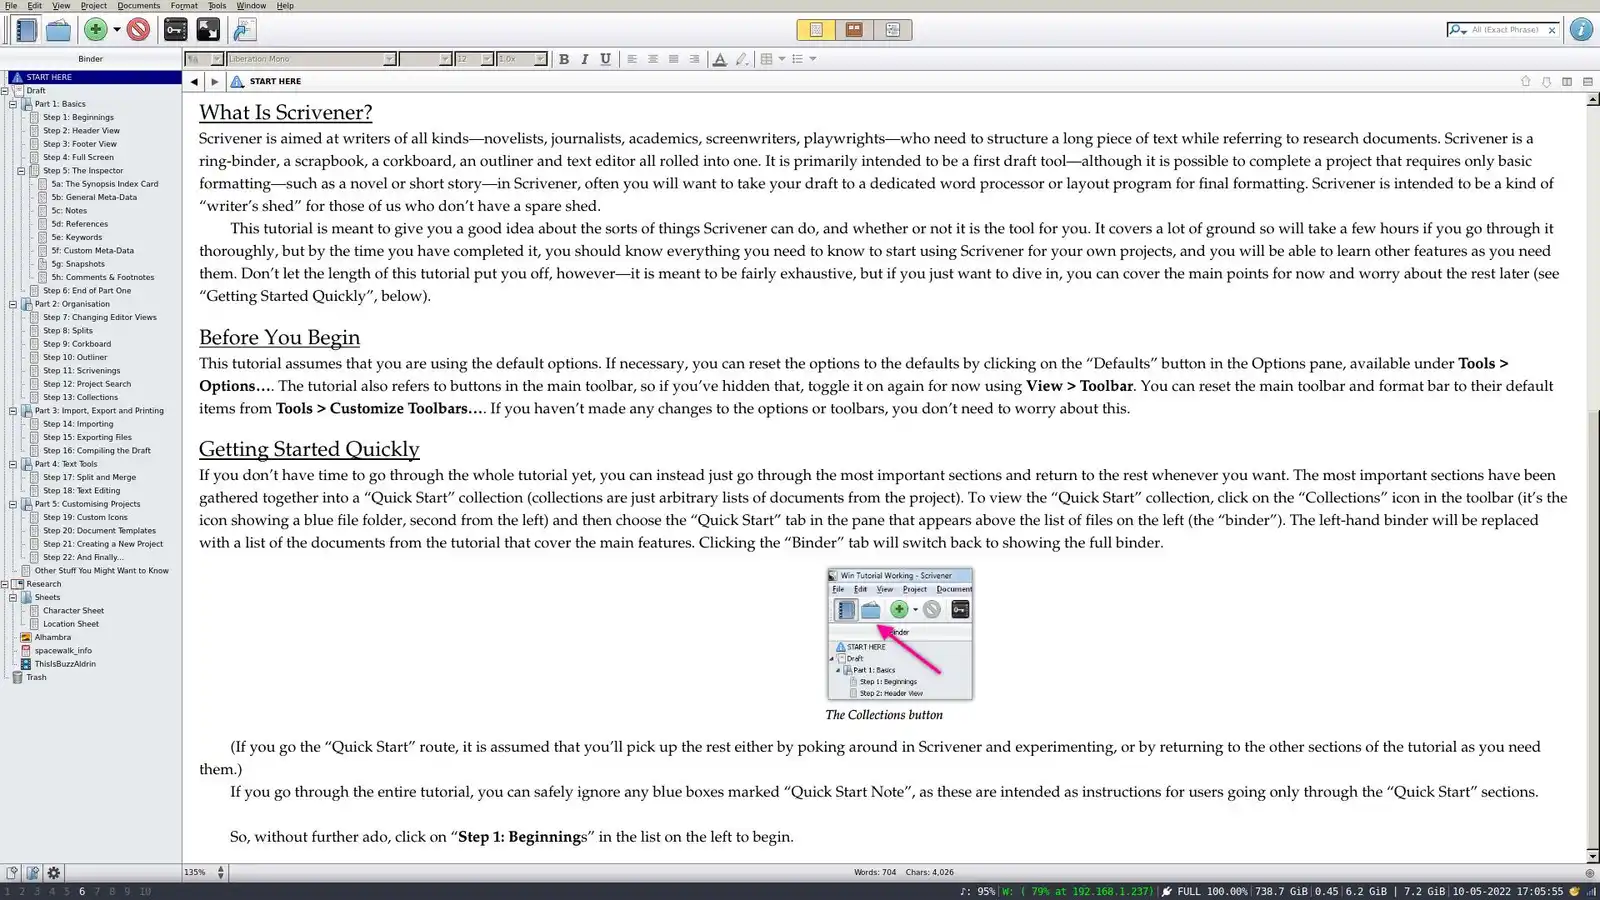 File Edit View Project Documents Format Tools Window Help
All (Exact Phrase)
Binder
Liberation Mono 12 1.0x B I U A
START HERE
START HERE
Draft
Part 1: Basics
Step 1: Beginnings
Step 2: Header View
Step 3: Footer View
Step 4: Full Screen
Step 5: The Inspector
5a: The Synopsis Index Card
5b: General Meta-Data
5c: Notes
5d: References
5e: Keywords
5f: Custom Meta-Data
5g: Snapshots
5h: Comments & Footnotes
Step 6: End of Part One
Part 2: Organisation
Step 7: Changing Editor Views
Step 8: Splits
Step 9: Corkboard
Step 10: Outliner
Step 11: Scrivenings
Step 12: Project Search
Step 13: Collections
Part 3: Import, Export and Printing
Step 14: Importing
Step 15: Exporting Files
Step 16: Compiling the Draft
Part 4: Text Tools
Step 17: Split and Merge
Step 18: Text Editing
Part 5: Customising Projects
Step 19: Custom Icons
Step 20: Document Templates
Step 21: Creating a New Project
Step 22: And Finally...
Other Stuff You Might Want to Know
Research
Sheets
Character Sheet
Location Sheet
Alhambra
spacewalk_info
ThisIsBuzzAldrin
Trash
What Is Scrivener?
Scrivener is aimed at writers of all kinds—novelists, journalists, academics, screenwriters, playwrights—who need to structure a long piece of text while referring to research documents. Scrivener is a
ring-binder, a scrapbook, a corkboard, an outliner and text editor all rolled into one. It is primarily intended to be a first draft tool—although it is possible to complete a project that requires only basic
formatting—such as a novel or short story—in Scrivener, often you will want to take your draft to a dedicated word processor or layout program for final formatting. Scrivener is intended to be a kind of
“writer’s shed” for those of us who don’t have a spare shed.
This tutorial is meant to give you a good idea about the sorts of things Scrivener can do, and whether or not it is the tool for you. It covers a lot of ground so will take a few hours if you go through it
thoroughly, but by the time you have completed it, you should know everything you need to know to start using Scrivener for your own projects, and you will be able to learn other features as you need
them. Don’t let the length of this tutorial put you off, however—it is meant to be fairly exhaustive, but if you just want to dive in, you can cover the main points for now and worry about the rest later (see
“Getting Started Quickly”, below).
Before You Begin
This tutorial assumes that you are using the default options. If necessary, you can reset the options to the defaults by clicking on the “Defaults” button in the Options pane, available under Tools >
Options…. The tutorial also refers to buttons in the main toolbar, so if you’ve hidden that, toggle it on again for now using View > Toolbar. You can reset the main toolbar and format bar to their default
items from Tools > Customize Toolbars…. If you haven’t made any changes to the options or toolbars, you don’t need to worry about this.
Getting Started Quickly
If you don’t have time to go through the whole tutorial yet, you can instead just go through the most important sections and return to the rest whenever you want. The most important sections have been
gathered together into a “Quick Start” collection (collections are just arbitrary lists of documents from the project). To view the “Quick Start” collection, click on the “Collections” icon in the toolbar (it’s the
icon showing a blue file folder, second from the left) and then choose the “Quick Start” tab in the pane that appears above the list of files on the left (the “binder”). The left-hand binder will be replaced
with a list of the documents from the tutorial that cover the main features. Clicking the “Binder” tab will switch back to showing the full binder.
Win Tutorial Working - Scrivener
File Edit View Project Document
inder
START HERE
Draft
Part 1: Basics
Step 1: Beginnings
Step 2: Header View
The Collections button
(If you go the “Quick Start” route, it is assumed that you’ll pick up the rest either by poking around in Scrivener and experimenting, or by returning to the other sections of the tutorial as you need
them.)
If you go through the entire tutorial, you can safely ignore any blue boxes marked “Quick Start Note”, as these are intended as instructions for users going only through the “Quick Start” sections.
So, without further ado, click on “Step 1: Beginnings” in the list on the left to begin.
135% Words: 704 Chars: 4,026
1 2 3 4 5 6 7 8 9 10
♪: 95%|W: ( 79% at 192.168.1.237)| FULL 100.00%|738.7 GiB|0.45|6.2 GiB | 7.2 GiB|10-05-2022 17:05:55